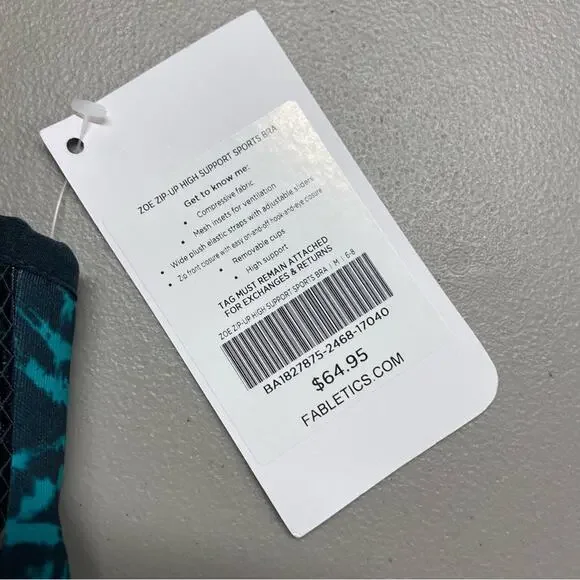 ZOE ZIP-UP HIGH SUPPORT SPORTS BRA
Get to know me:
• Compressive fabric
• Mesh insets for ventilation
• Wide plush elastic straps with adjustable sliders
• Zip front closure with easy on-and-off hook-and-eye closure
• Removable cups
• High support
TAG MUST REMAIN ATTACHED
FOR EXCHANGES & RETURNS
ZOE ZIP-UP HIGH SUPPORT SPORTS BRA | M | 6-8
BA1827875-2468-17040
$64.95
FABLETICS.COM